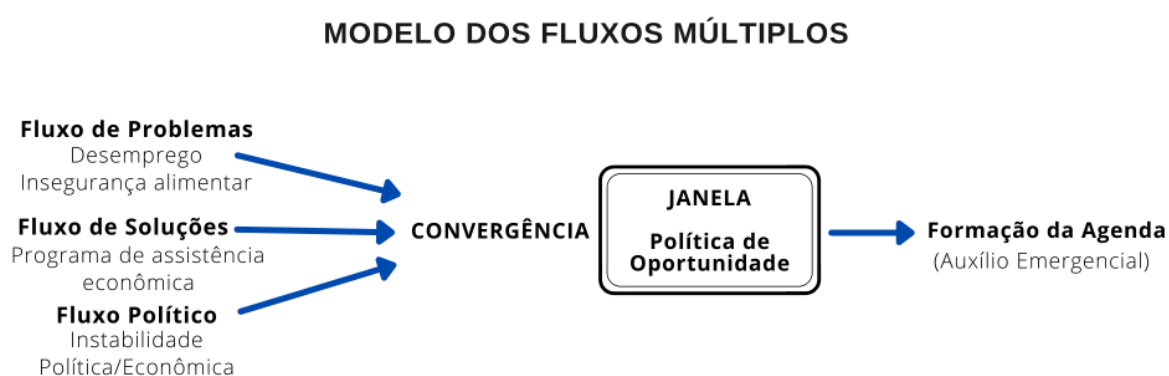 MODELO DOS FLUXOS MÚLTIPLOS
Fluxo de Problemas
Desemprego
Insegurança alimentar
Fluxo de Soluções
Programa de assistência
econômica
Fluxo Político
Instabilidade
Política/Econômica
CONVERGÊNCIA
JANELA
Política de
Oportunidade
Formação da Agenda
(Auxílio Emergencial)